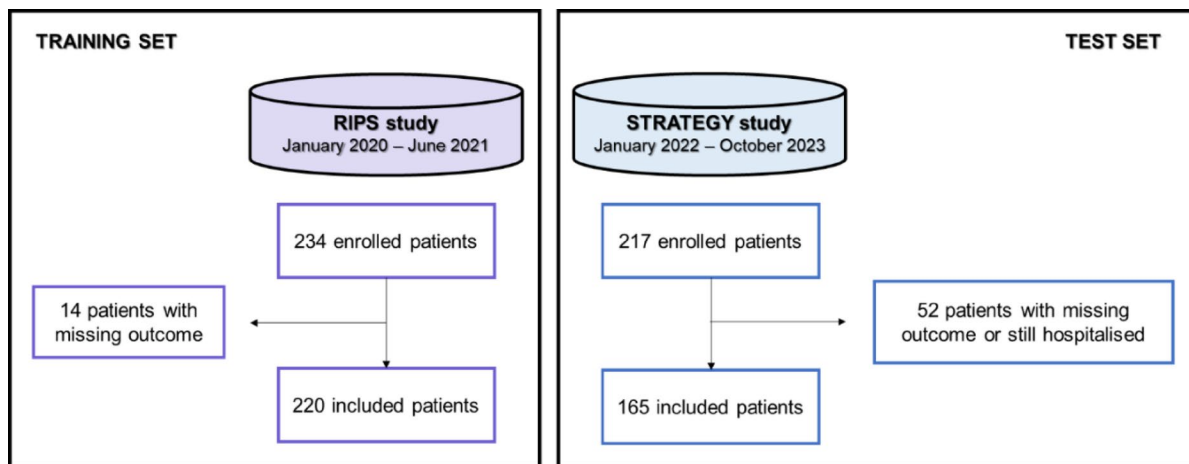 TRAINING SET
RIPS study
January 2020 – June 2021
234 enrolled patients
14 patients with
missing outcome
220 included patients
TEST SET
STRATEGY study
January 2022 – October 2023
217 enrolled patients
52 patients with missing
outcome or still hospitalised
165 included patients